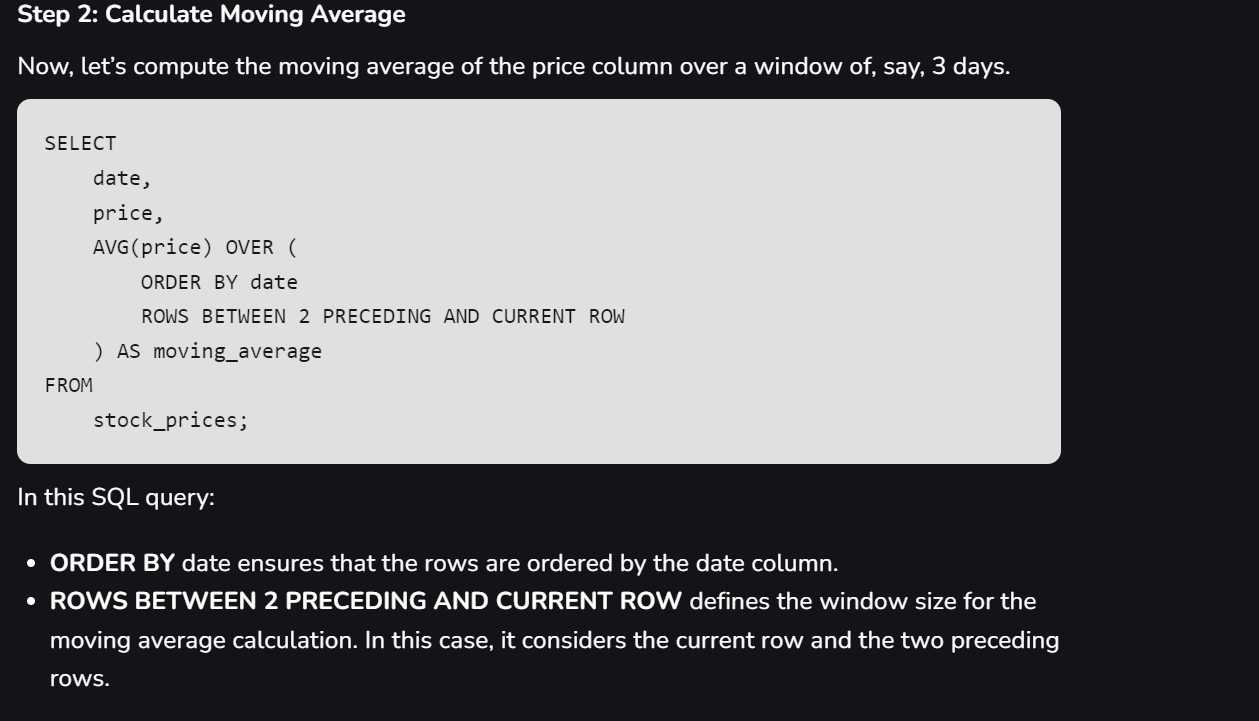 Step 2: Calculate Moving Average
Now, let’s compute the moving average of the price column over a window of, say, 3 days.
SELECT
    date,
    price,
    AVG(price) OVER (
        ORDER BY date
        ROWS BETWEEN 2 PRECEDING AND CURRENT ROW
    ) AS moving_average
FROM
    stock_prices;
In this SQL query:
• ORDER BY date ensures that the rows are ordered by the date column.
• ROWS BETWEEN 2 PRECEDING AND CURRENT ROW defines the window size for the
moving average calculation. In this case, it considers the current row and the two preceding
rows.